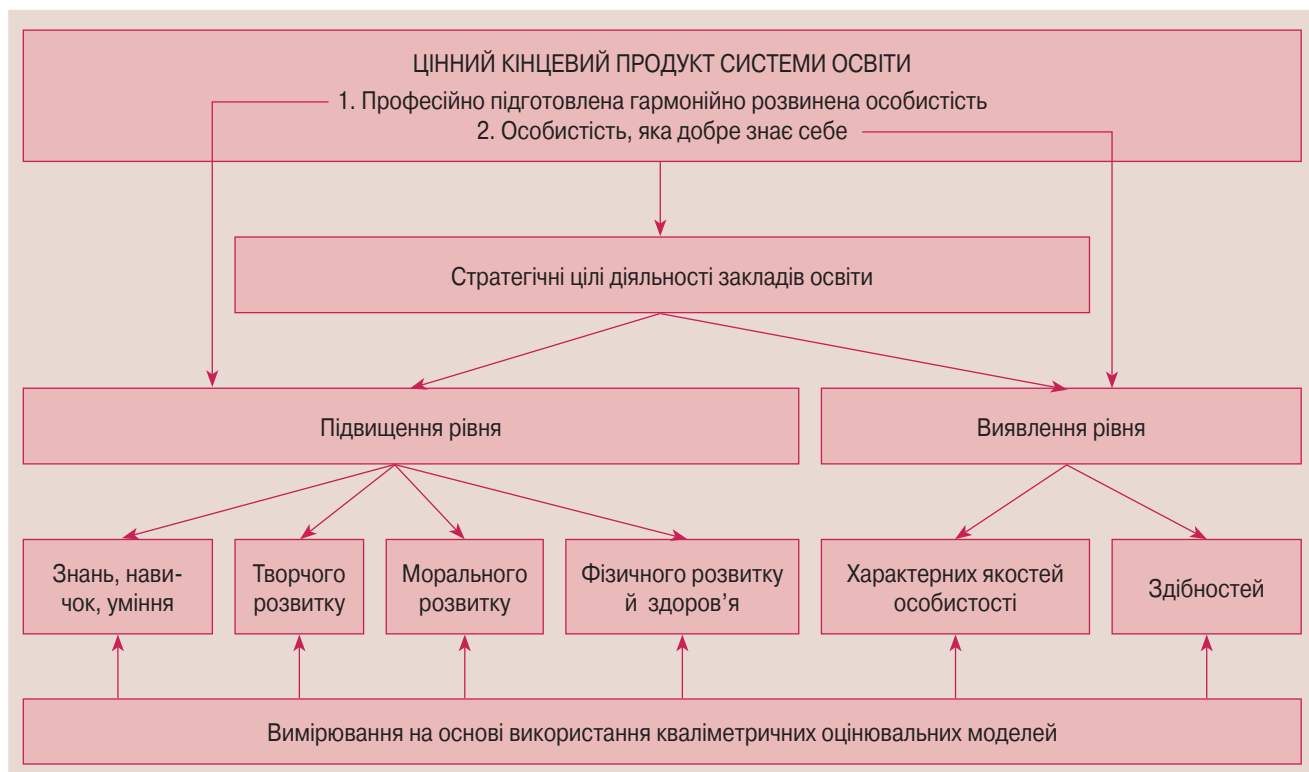 ЦІННИЙ КІНЦЕВИЙ ПРОДУКТ СИСТЕМИ ОСВІТИ
1. Професійно підготовлена гармонійно розвинена особистість
2. Особистість, яка добре знає себе
Стратегічні цілі діяльності закладів освіти
Підвищення рівня
Виявлення рівня
Знань, нави-
чок, уміння
Творчого
розвитку
Морального
розвитку
Фізичного розвитку
й здоров’я
Характерних якостей
особистості
Здібностей
Вимірювання на основі використання кваліметричних оцінювальних моделей